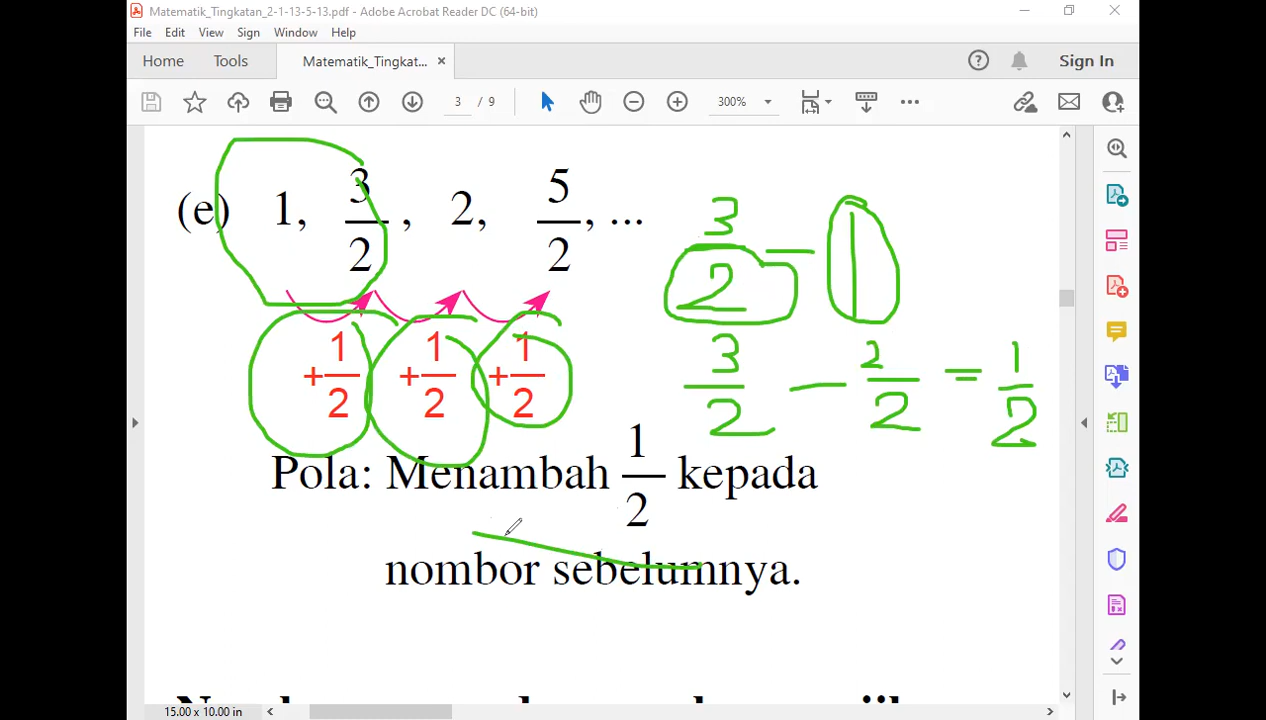 Matematik_Tingkatan_2-1-13-5-13.pdf - Adobe Acrobat Reader DC (64-bit)
File Edit View Sign Window Help
Home Tools Matematik_Tingkat... × ? Sign In
3 / 9 300%
(e) 1, 3/2, 2, 5/2, ...
3/2 - 1
+1/2 +1/2 +1/2
3/2 - 2/2 = 1/2
Pola: Menambah 1/2 kepada
nombor sebelumnya.
15.00 x 10.00 in